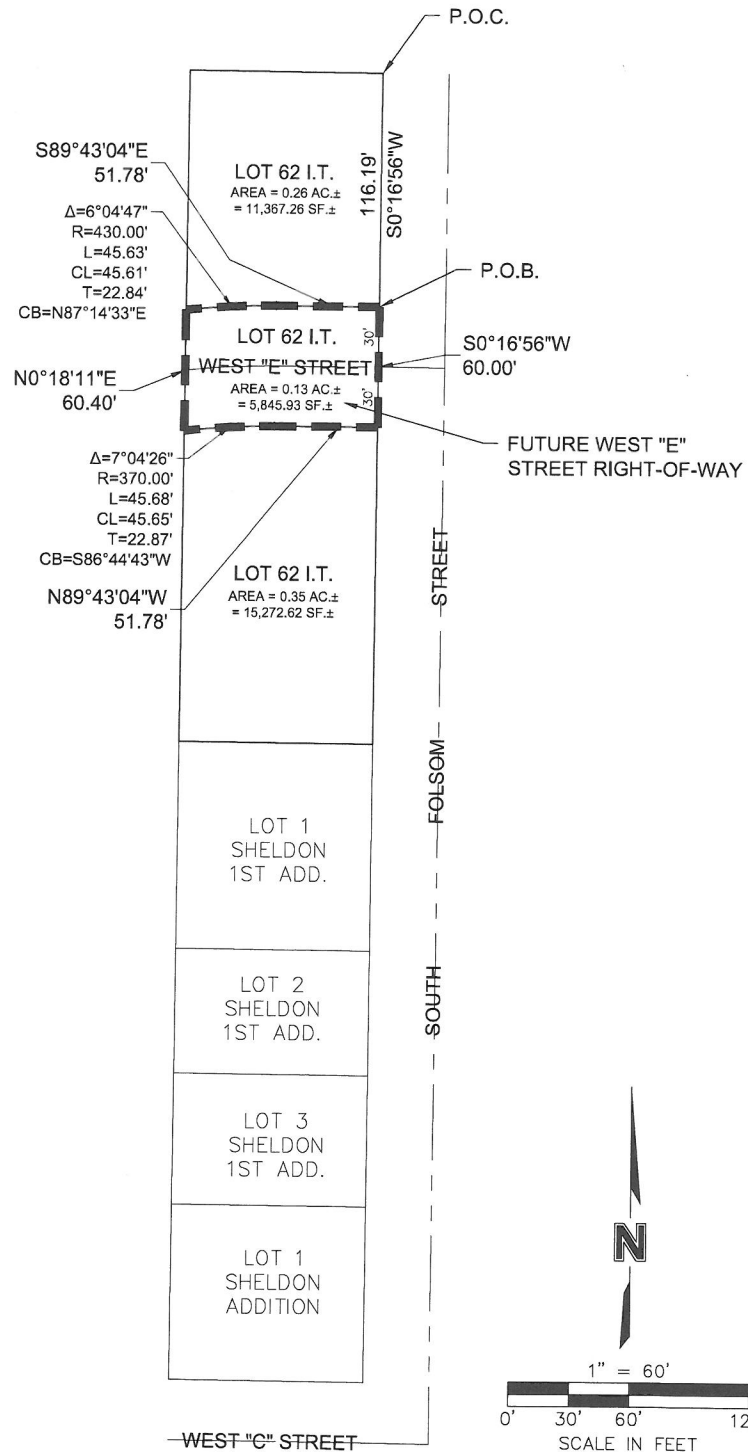 P.O.C.
S89°43'04"E
51.78'
Δ=6°04'47"
R=430.00'
L=45.63'
CL=45.61'
T=22.84'
CB=N87°14'33"E
LOT 62 I.T.
AREA = 0.26 AC.±
= 11,367.26 SF.±
116.19'
S0°16'56"W
P.O.B.
LOT 62 I.T.
30'
WEST "E" STREET
AREA = 0.13 AC.±
= 5,845.93 SF.±
30'
S0°16'56"W
60.00'
N0°18'11"E
60.40'
FUTURE WEST "E"
STREET RIGHT-OF-WAY
Δ=7°04'26"
R=370.00'
L=45.68'
CL=45.65'
T=22.87'
CB=S86°44'43"W
N89°43'04"W
51.78'
LOT 62 I.T.
AREA = 0.35 AC.±
= 15,272.62 SF.±
SOUTH FOLSOM STREET
LOT 1
SHELDON
1ST ADD.
LOT 2
SHELDON
1ST ADD.
LOT 3
SHELDON
1ST ADD.
LOT 1
SHELDON
ADDITION
N
1" = 60'
0' 30' 60' 12
SCALE IN FEET
WEST "C" STREET